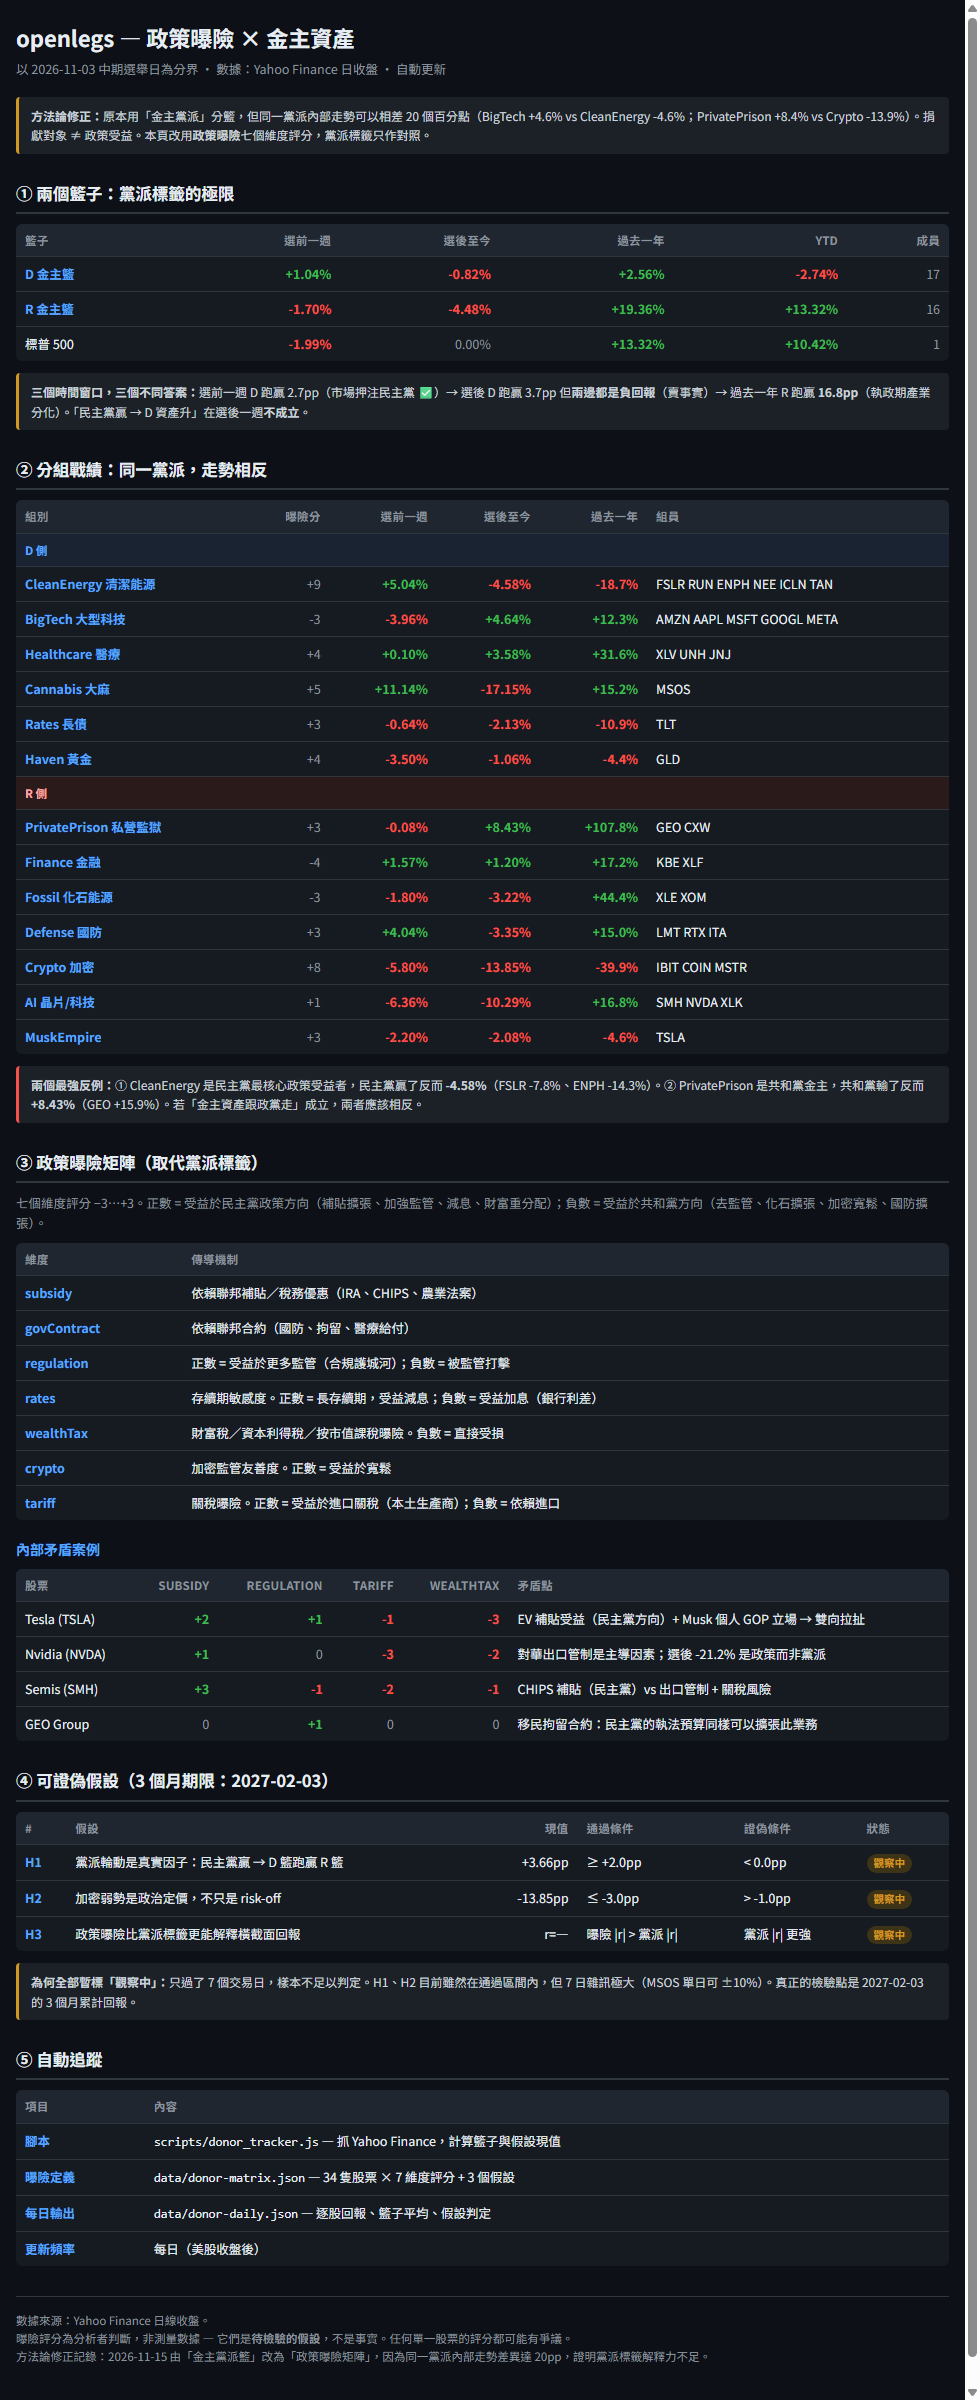 openlegs — 政策曝險 × 金主資產
以 2026-11-03 中期選舉日為分界 · 數據：Yahoo Finance 日收盤 · 自動更新
方法論修正：原本用「金主黨派」分籃，但同一黨派內部走勢可以相差 20 個百分點（BigTech +4.6% vs CleanEnergy -4.6%；PrivatePrison +8.4% vs Crypto -13.9%）。捐
獻對象 ≠ 政策受益。本頁改用政策曝險七個維度評分，黨派標籤只作對照。
① 兩個籃子：黨派標籤的極限
籃子 選前一週 選後至今 過去一年 YTD 成員
D 金主籃 +1.04% -0.82% +2.56% -2.74% 17
R 金主籃 -1.70% -4.48% +19.36% +13.32% 16
標普 500 -1.99% 0.00% +13.32% +10.42% 1
三個時間窗口，三個不同答案：選前一週 D 跑贏 2.7pp（市場押注民主黨 ✅）→ 選後 D 跑贏 3.7pp 但兩邊都是負回報（賣事實）→ 過去一年 R 跑贏 16.8pp（執政期產業
分化）。「民主黨贏 → D 資產升」在選後一週不成立。
② 分組戰績：同一黨派，走勢相反
組別 曝險分 選前一週 選後至今 過去一年 組員
D 側
CleanEnergy 清潔能源 +9 +5.04% -4.58% -18.7% FSLR RUN ENPH NEE ICLN TAN
BigTech 大型科技 -3 -3.96% +4.64% +12.3% AMZN AAPL MSFT GOOGL META
Healthcare 醫療 +4 +0.10% +3.58% +31.6% XLV UNH JNJ
Cannabis 大麻 +5 +11.14% -17.15% +15.2% MSOS
Rates 長債 +3 -0.64% -2.13% -10.9% TLT
Haven 黃金 +4 -3.50% -1.06% -4.4% GLD
R 側
PrivatePrison 私營監獄 +3 -0.08% +8.43% +107.8% GEO CXW
Finance 金融 -4 +1.57% +1.20% +17.2% KBE XLF
Fossil 化石能源 -3 -1.80% -3.22% +44.4% XLE XOM
Defense 國防 +3 +4.04% -3.35% +15.0% LMT RTX ITA
Crypto 加密 +8 -5.80% -13.85% -39.9% IBIT COIN MSTR
AI 晶片/科技 +1 -6.36% -10.29% +16.8% SMH NVDA XLK
MuskEmpire +3 -2.20% -2.08% -4.6% TSLA
兩個最強反例：① CleanEnergy 是民主黨最核心政策受益者，民主黨贏了反而 -4.58%（FSLR -7.8%、ENPH -14.3%）。② PrivatePrison 是共和黨金主，共和黨輸了反而
+8.43%（GEO +15.9%）。若「金主資產跟政黨走」成立，兩者應該相反。
③ 政策曝險矩陣（取代黨派標籤）
七個維度評分 −3…+3。正數 = 受益於民主黨政策方向（補貼擴張、加強監管、減息、財富重分配）；負數 = 受益於共和黨方向（去監管、化石擴張、加密寬鬆、國防擴
張）。
維度 傳導機制
subsidy 依賴聯邦補貼／稅務優惠（IRA、CHIPS、農業法案）
govContract 依賴聯邦合約（國防、拘留、醫療給付）
regulation 正數 = 受益於更多監管（合規護城河）；負數 = 被監管打擊
rates 存續期敏感度。正數 = 長存續期，受益減息；負數 = 受益加息（銀行利差）
wealthTax 財富稅／資本利得稅／按市值課稅曝險。負數 = 直接受損
crypto 加密監管友善度。正數 = 受益於寬鬆
tariff 關稅曝險。正數 = 受益於進口關稅（本土生產商）；負數 = 依賴進口
內部矛盾案例
股票 SUBSIDY REGULATION TARIFF WEALTHTAX 矛盾點
Tesla (TSLA) +2 +1 -1 -3 EV 補貼受益（民主黨方向）+ Musk 個人 GOP 立場 → 雙向拉扯
Nvidia (NVDA) +1 0 -3 -2 對華出口管制是主導因素；選後 -21.2% 是政策而非黨派
Semis (SMH) +3 -1 -2 -1 CHIPS 補貼（民主黨）vs 出口管制 + 關稅風險
GEO Group 0 +1 0 0 移民拘留合約：民主黨的執法預算同樣可以擴張此業務
④ 可證偽假設（3 個月期限：2027-02-03）
# 假設 現值 通過條件 證偽條件 狀態
H1 黨派輪動是真實因子：民主黨贏 → D 籃跑贏 R 籃 +3.66pp ≥ +2.0pp < 0.0pp 觀察中
H2 加密弱勢是政治定價，不只是 risk-off -13.85pp ≤ -3.0pp > -1.0pp 觀察中
H3 政策曝險比黨派標籤更能解釋橫截面回報 r=— 曝險 |r| > 黨派 |r| 黨派 |r| 更強 觀察中
為何全部暫標「觀察中」：只過了 7 個交易日，樣本不足以判定。H1、H2 目前雖然在通過區間內，但 7 日雜訊極大（MSOS 單日可 ±10%）。真正的檢驗點是 2027-02-03
的 3 個月累計回報。
⑤ 自動追蹤
項目 內容
腳本 scripts/donor_tracker.js — 抓 Yahoo Finance，計算籃子與假設現值
曝險定義 data/donor-matrix.json — 34 隻股票 × 7 維度評分 + 3 個假設
每日輸出 data/donor-daily.json — 逐股回報、籃子平均、假設判定
更新頻率 每日（美股收盤後）
數據來源：Yahoo Finance 日線收盤。
曝險評分為分析者判斷，非測量數據 — 它們是待檢驗的假設，不是事實。任何單一股票的評分都可能有爭議。
方法論修正記錄：2026-11-15 由「金主黨派籃」改為「政策曝險矩陣」，因為同一黨派內部走勢差異達 20pp，證明黨派標籤解釋力不足。